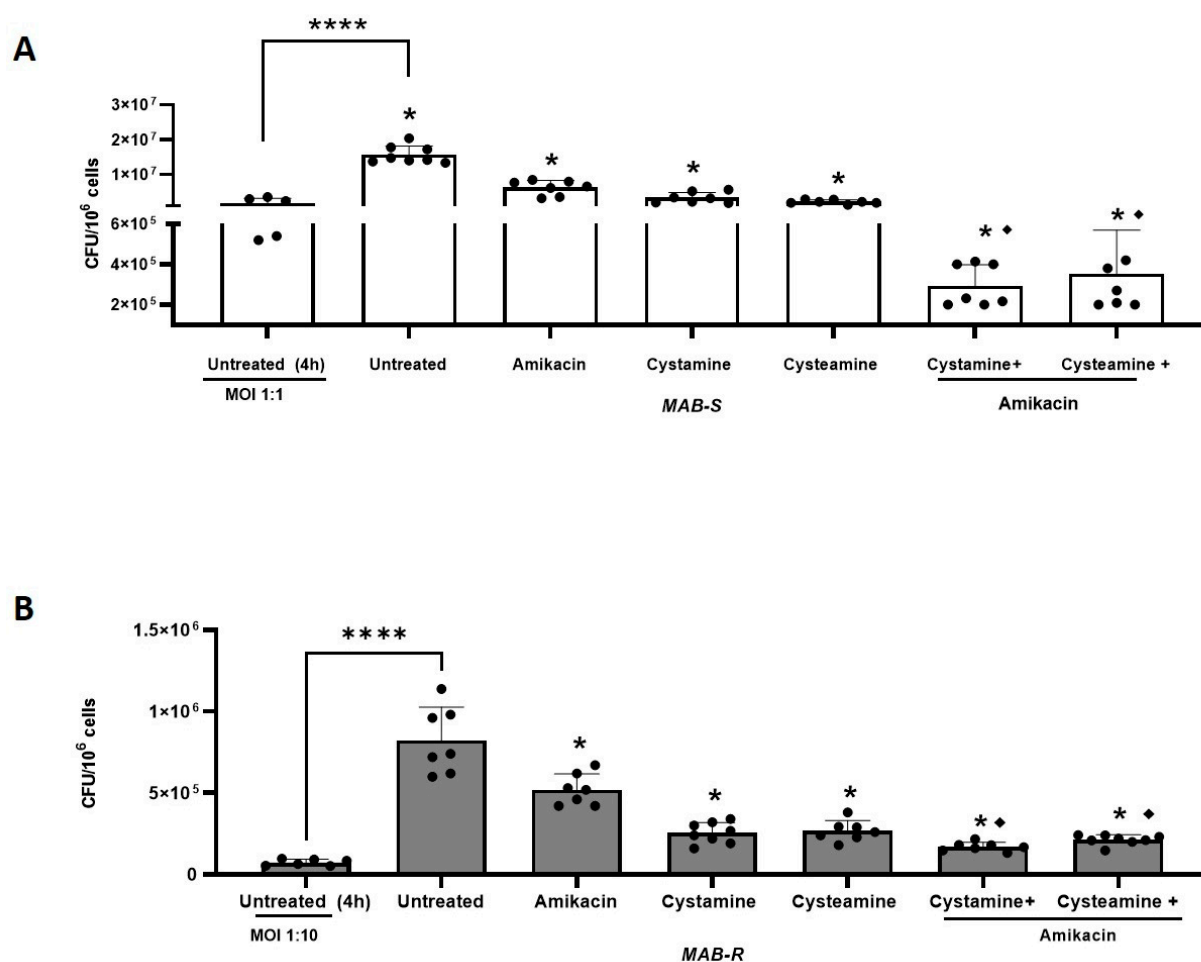 A
****
CFU/10⁶ cells
3×10⁷
2×10⁷
1×10⁷
6×10⁵
4×10⁵
2×10⁵
*
*
*
*
* ◆
* ◆
Untreated (4h) Untreated Amikacin Cystamine Cysteamine Cystamine+ Cysteamine +
MOI 1:1
MAB-S
Amikacin
B
****
CFU/10⁶ cells
1.5×10⁶
1×10⁶
5×10⁵
0
*
*
*
* ◆
* ◆
Untreated (4h) Untreated Amikacin Cystamine Cysteamine Cystamine+ Cysteamine +
MOI 1:10
MAB-R
Amikacin